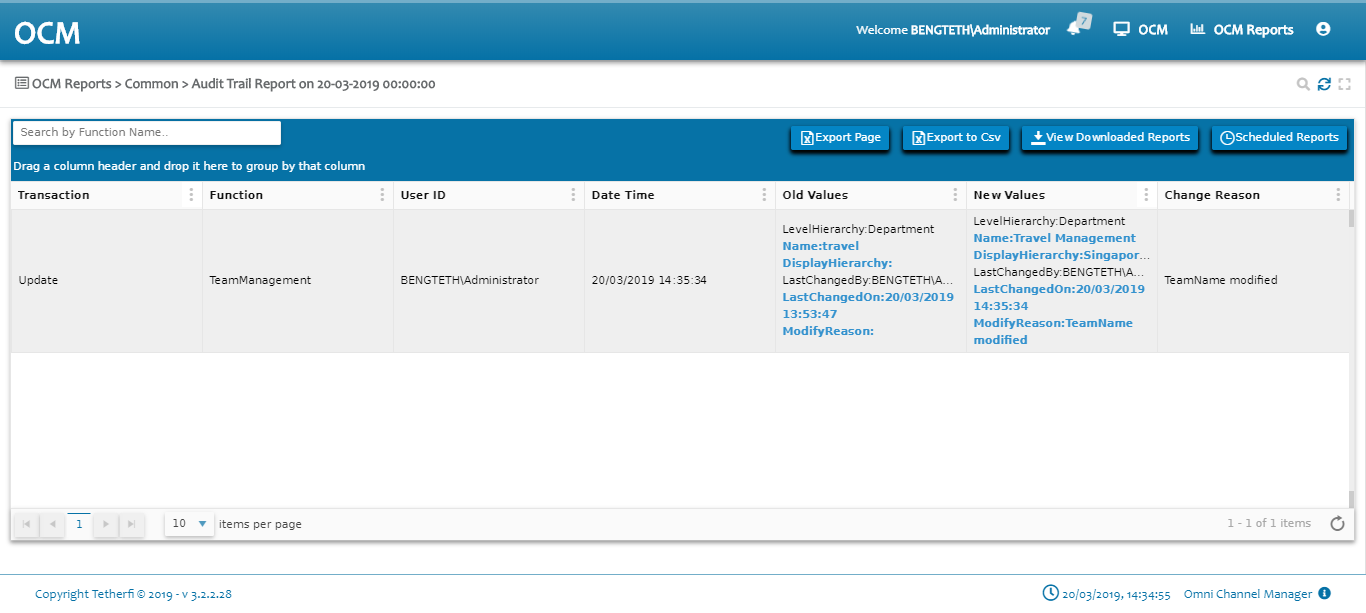 OCM
Welcome BENGTETH\Administrator
7
OCM
OCM Reports
OCM Reports > Common > Audit Trail Report on 20-03-2019 00:00:00
Search by Function Name..
Export Page
Export to Csv
View Downloaded Reports
Scheduled Reports
Drag a column header and drop it here to group by that column
Transaction
Function
User ID
Date Time
Old Values
New Values
Change Reason
Update
TeamManagement
BENGTETH\Administrator
20/03/2019 14:35:34
LevelHierarchy:Department
Name:travel
DisplayHierarchy:
LastChangedBy:BENGTETH\A...
LastChangedOn:20/03/2019
13:53:47
ModifyReason:
LevelHierarchy:Department
Name:Travel Management
DisplayHierarchy:Singapor...
LastChangedBy:BENGTETH\A...
LastChangedOn:20/03/2019
14:35:34
ModifyReason:TeamName
modified
TeamName modified
1
10
items per page
1 - 1 of 1 items
Copyright Tetherfi © 2019 - v 3.2.2.28
20/03/2019, 14:34:55
Omni Channel Manager